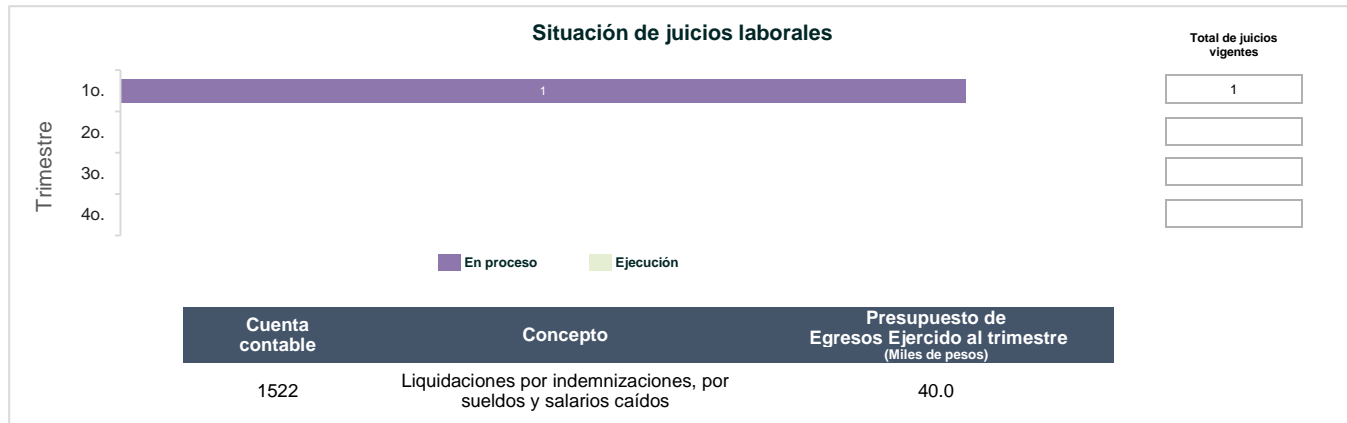 Situación de juicios laborales
Total de juicios
vigentes
Trimestre
1o.
1
1
2o.
3o.
4o.
En proceso
Ejecución
Cuenta
contable
Concepto
Presupuesto de
Egresos Ejercido al trimestre
(Miles de pesos)
1522
Liquidaciones por indemnizaciones, por
sueldos y salarios caídos
40.0